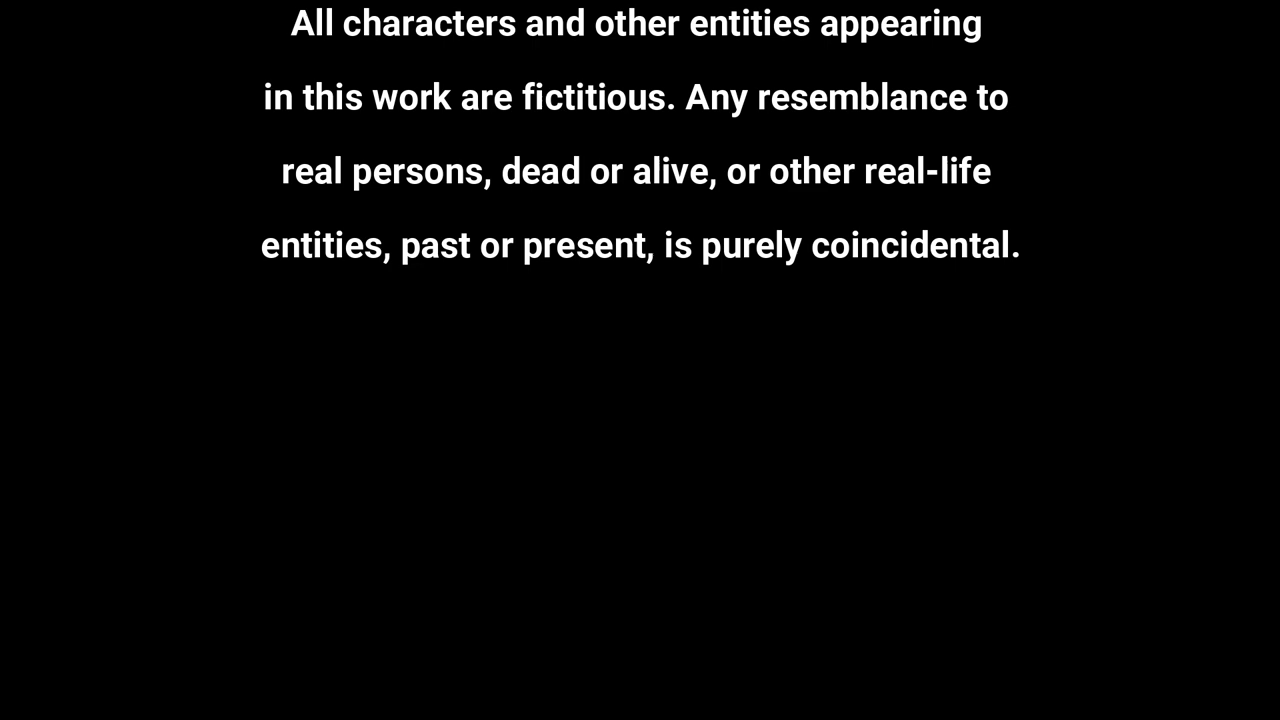 All characters and other entities appearing
in this work are fictitious. Any resemblance to
real persons, dead or alive, or other real-life
entities, past or present, is purely coincidental.